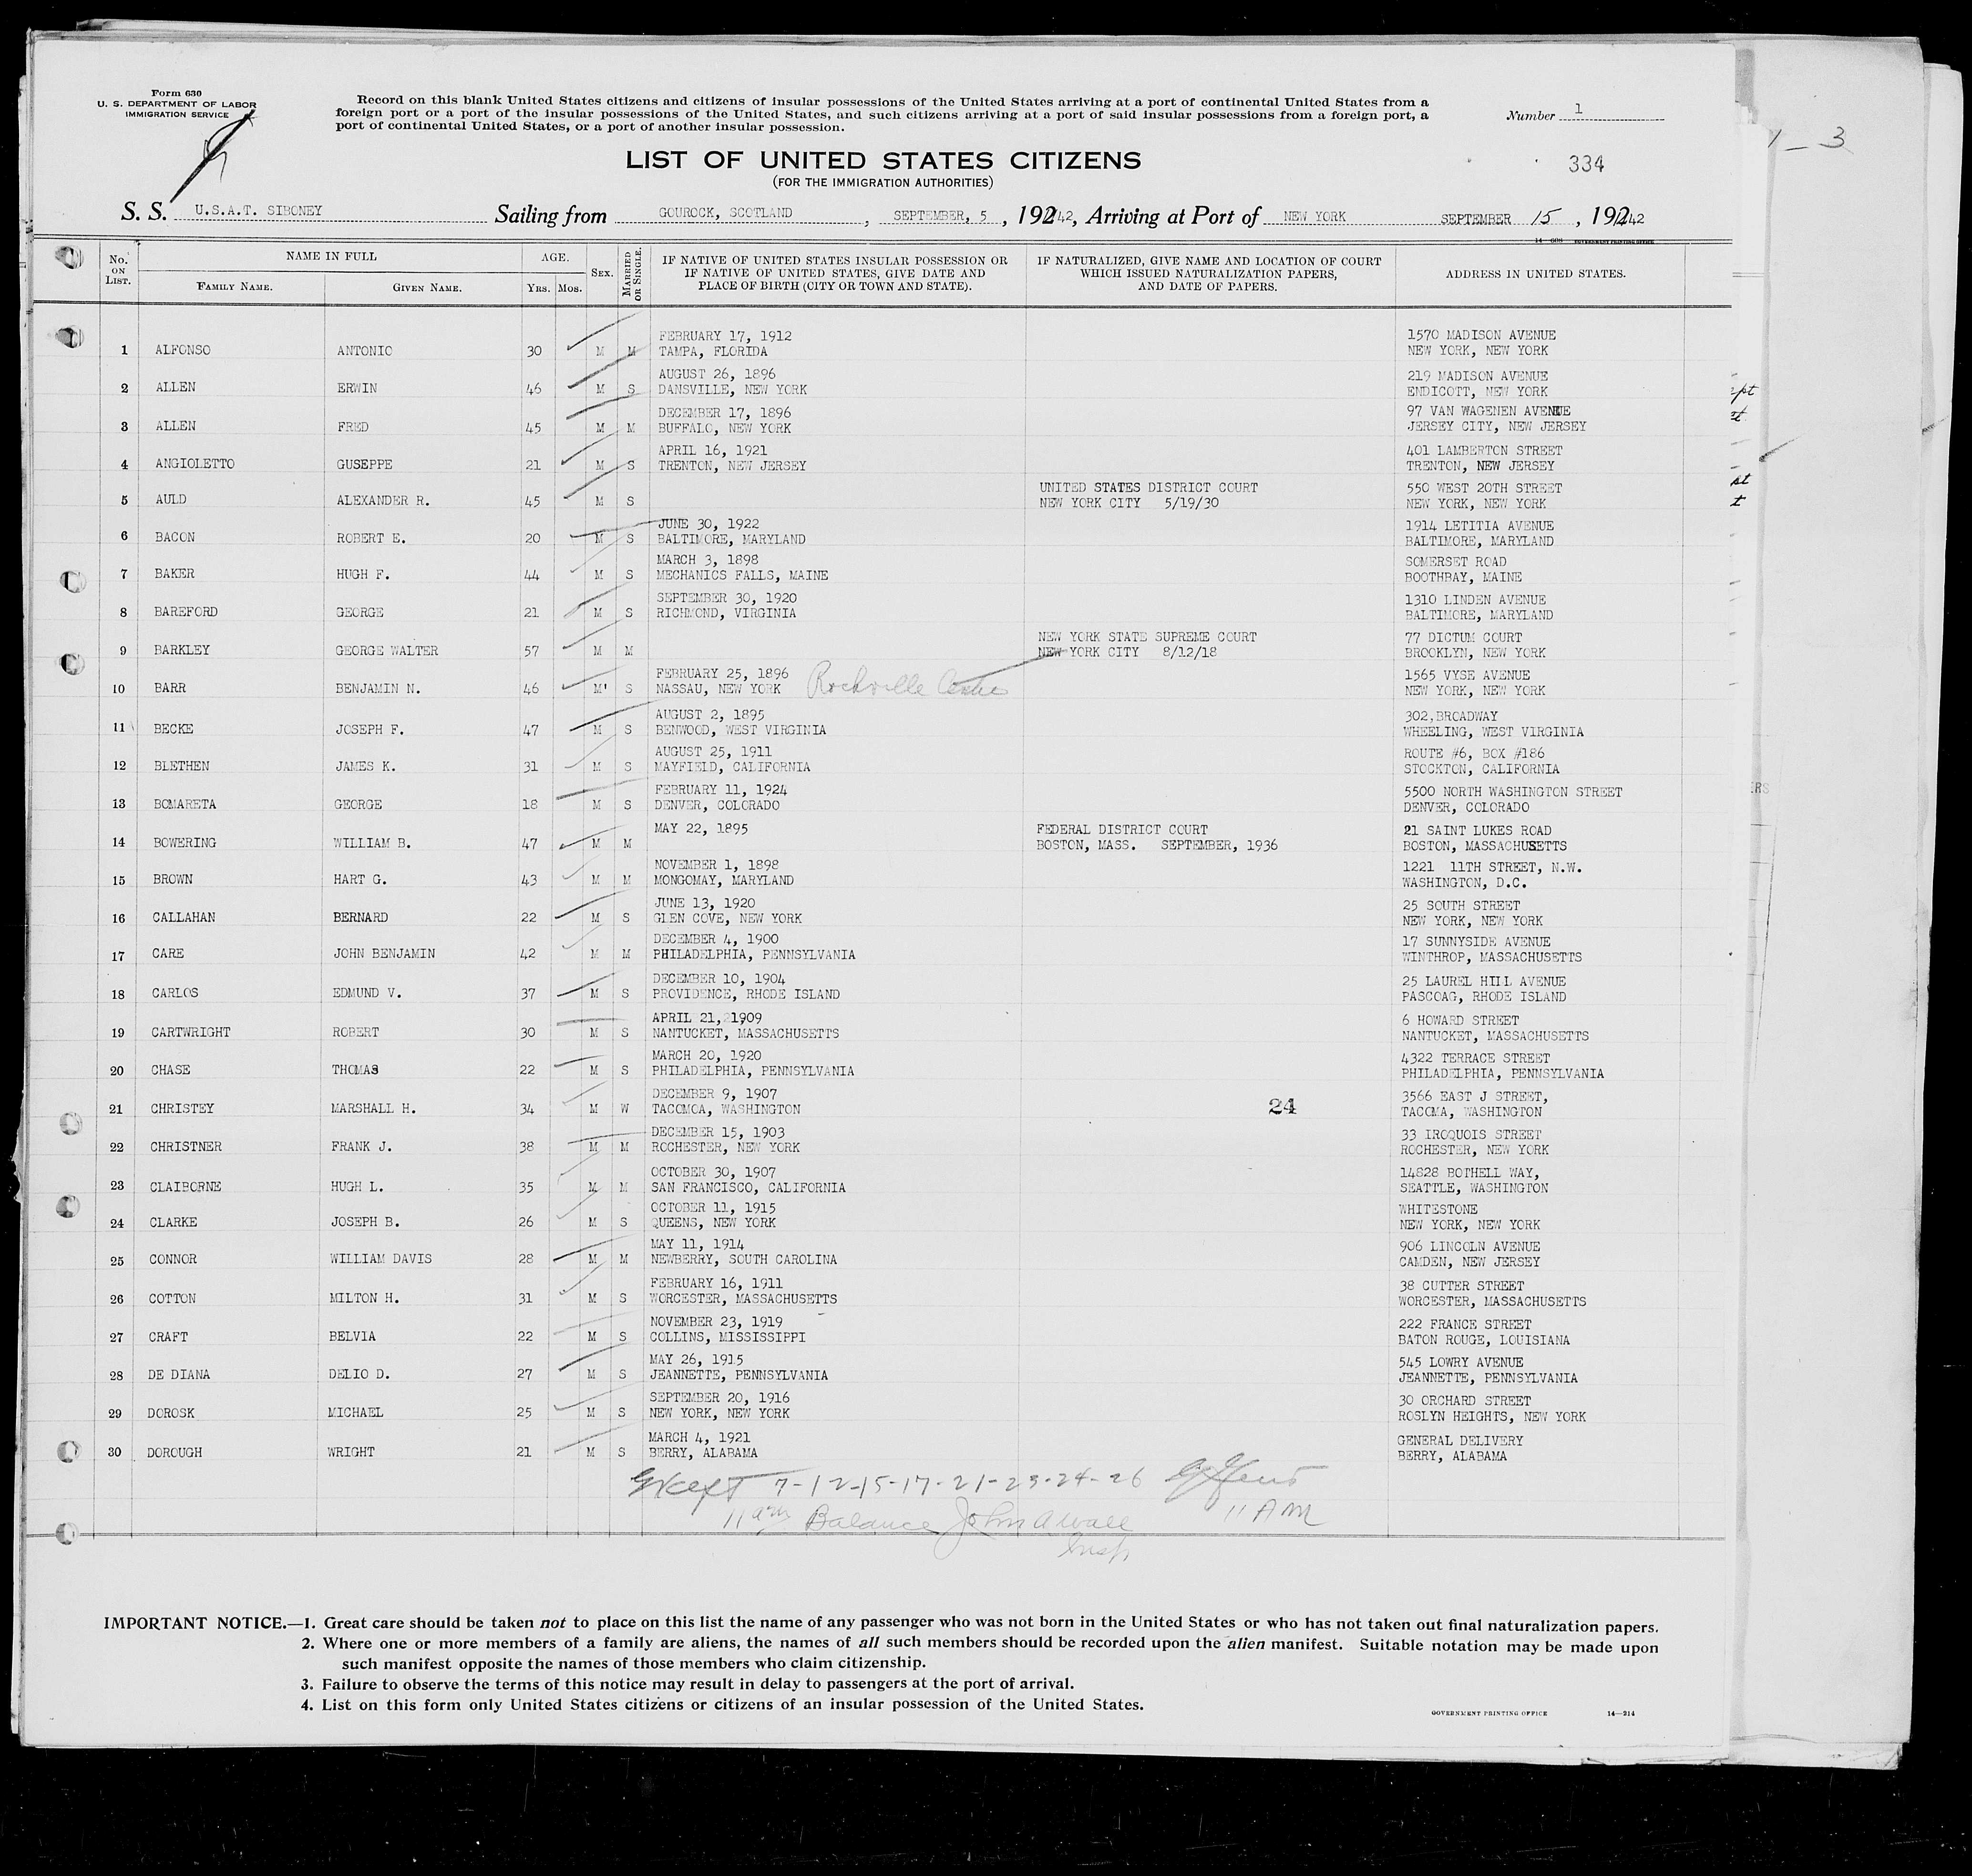 Form 630
U. S. DEPARTMENT OF LABOR
IMMIGRATION SERVICE
Record on this blank United States citizens and citizens of insular possessions of the United States arriving at a port of continental United States from a
foreign port or a port of the insular possessions of the United States, and such citizens arriving at a port of said insular possessions from a foreign port, a
port of continental United States, or a port of another insular possession.
Number 1
LIST OF UNITED STATES CITIZENS
(FOR THE IMMIGRATION AUTHORITIES)
334
1-3
S. S. U.S.A.T. SIBONEY Sailing from GOUROCK, SCOTLAND, SEPTEMBER, 5, 1942, Arriving at Port of NEW YORK SEPTEMBER 15, 1942
No. ON LIST. NAME IN FULL AGE. SEX. MARRIED OR SINGLE. IF NATIVE OF UNITED STATES INSULAR POSSESSION OR IF NATIVE OF UNITED STATES, GIVE DATE AND PLACE OF BIRTH (CITY OR TOWN AND STATE). IF NATURALIZED, GIVE NAME AND LOCATION OF COURT WHICH ISSUED NATURALIZATION PAPERS, AND DATE OF PAPERS. ADDRESS IN UNITED STATES.
FAMILY NAME. GIVEN NAME. YRS. MOS.
FEBRUARY 17, 1912 1570 MADISON AVENUE
1 ALFONSO ANTONIO 30 M M TAMPA, FLORIDA NEW YORK, NEW YORK
AUGUST 26, 1896 219 MADISON AVENUE
2 ALLEN ERWIN 46 M S DANSVILLE, NEW YORK ENDICOTT, NEW YORK
DECEMBER 17, 1896 97 VAN WAGENEN AVENUE
3 ALLEN FRED 45 M M BUFFALO, NEW YORK JERSEY CITY, NEW JERSEY
APRIL 16, 1921 401 LAMBERTON STREET
4 ANGIOLETTO GUSEPPE 21 M S TRENTON, NEW JERSEY TRENTON, NEW JERSEY
UNITED STATES DISTRICT COURT 550 WEST 20TH STREET
5 AULD ALEXANDER R. 45 M S NEW YORK CITY 5/19/30 NEW YORK, NEW YORK
JUNE 30, 1922 1914 LETITIA AVENUE
6 BACON ROBERT E. 20 M S BALTIMORE, MARYLAND BALTIMORE, MARYLAND
MARCH 3, 1898 SOMERSET ROAD
7 BAKER HUGH F. 44 M S MECHANICS FALLS, MAINE BOOTHBAY, MAINE
SEPTEMBER 30, 1920 1310 LINDEN AVENUE
8 BAREFORD GEORGE 21 M S RICHMOND, VIRGINIA BALTIMORE, MARYLAND
NEW YORK STATE SUPREME COURT 77 DICTUM COURT
9 BARKLEY GEORGE WALTER 57 M M NEW YORK CITY 8/12/18 BROOKLYN, NEW YORK
FEBRUARY 25, 1896 1565 VYSE AVENUE
10 BARR BENJAMIN N. 46 M S NASSAU, NEW YORK Rockville Centre NEW YORK, NEW YORK
AUGUST 2, 1895 302,BROADWAY
11 BECKE JOSEPH F. 47 M S BENWOOD, WEST VIRGINIA WHEELING, WEST VIRGINIA
AUGUST 25, 1911 ROUTE #6, BOX #186
12 BLETHEN JAMES K. 31 M S MAYFIELD, CALIFORNIA STOCKTON, CALIFORNIA
FEBRUARY 11, 1924 5500 NORTH WASHINGTON STREET
13 BOMARETA GEORGE 18 M S DENVER, COLORADO DENVER, COLORADO
MAY 22, 1895 FEDERAL DISTRICT COURT 21 SAINT LUKES ROAD
14 BOWERING WILLIAM B. 47 M M BOSTON, MASS. SEPTEMBER, 1936 BOSTON, MASSACHUSETTS
NOVEMBER 1, 1898 1221 11TH STREET, N.W.
15 BROWN HART G. 43 M M MONGOMAY, MARYLAND WASHINGTON, D.C.
JUNE 13, 1920 25 SOUTH STREET
16 CALLAHAN BERNARD 22 M S GLEN COVE, NEW YORK NEW YORK, NEW YORK
DECEMBER 4, 1900 17 SUNNYSIDE AVENUE
17 CARE JOHN BENJAMIN 42 M M PHILADELPHIA, PENNSYLVANIA WINTHROP, MASSACHUSETTS
DECEMBER 10, 1904 25 LAUREL HILL AVENUE
18 CARLOS EDMUND V. 37 M S PROVIDENCE, RHODE ISLAND PASCOAG, RHODE ISLAND
APRIL 21, 1909 6 HOWARD STREET
19 CARTWRIGHT ROBERT 30 M S NANTUCKET, MASSACHUSETTS NANTUCKET, MASSACHUSETTS
MARCH 20, 1920 4322 TERRACE STREET
20 CHASE THOMAS 22 M S PHILADELPHIA, PENNSYLVANIA PHILADELPHIA, PENNSYLVANIA
DECEMBER 9, 1907 3566 EAST J STREET,
21 CHRISTEY MARSHALL H. 34 M W TACOMOA, WASHINGTON 24 TACOMA, WASHINGTON
DECEMBER 15, 1903 33 IROQUOIS STREET
22 CHRISTNER FRANK J. 38 M M ROCHESTER, NEW YORK ROCHESTER, NEW YORK
OCTOBER 30, 1907 14828 BOTHELL WAY,
23 CLAIBORNE HUGH L. 35 M M SAN FRANCISCO, CALIFORNIA SEATTLE, WASHINGTON
OCTOBER 11, 1915 WHITESTONE
24 CLARKE JOSEPH B. 26 M S QUEENS, NEW YORK NEW YORK, NEW YORK
MAY 11, 1914 906 LINCOLN AVENUE
25 CONNOR WILLIAM DAVIS 28 M M NEWBERRY, SOUTH CAROLINA CAMDEN, NEW JERSEY
FEBRUARY 16, 1911 38 CUTTER STREET
26 COTTON MILTON H. 31 M S WORCESTER, MASSACHUSETTS WORCESTER, MASSACHUSETTS
NOVEMBER 23, 1919 222 FRANCE STREET
27 CRAFT BELVIA 22 M S COLLINS, MISSISSIPPI BATON ROUGE, LOUISIANA
MAY 26, 1915 545 LOWRY AVENUE
28 DE DIANA DELIO D. 27 M S JEANNETTE, PENNSYLVANIA JEANNETTE, PENNSYLVANIA
SEPTEMBER 20, 1916 30 ORCHARD STREET
29 DOROSK MICHAEL 25 M S NEW YORK, NEW YORK ROSLYN HEIGHTS, NEW YORK
MARCH 4, 1921 GENERAL DELIVERY
30 DOROUGH WRIGHT 21 M S BERRY, ALABAMA BERRY, ALABAMA
Except 7-12-15-17-21-23-24-26
11 am Balance John A Wall 11 AM
Insp
IMPORTANT NOTICE.—1. Great care should be taken not to place on this list the name of any passenger who was not born in the United States or who has not taken out final naturalization papers.
2. Where one or more members of a family are aliens, the names of all such members should be recorded upon the alien manifest. Suitable notation may be made upon
such manifest opposite the names of those members who claim citizenship.
3. Failure to observe the terms of this notice may result in delay to passengers at the port of arrival.
4. List on this form only United States citizens or citizens of an insular possession of the United States.
GOVERNMENT PRINTING OFFICE 14—214